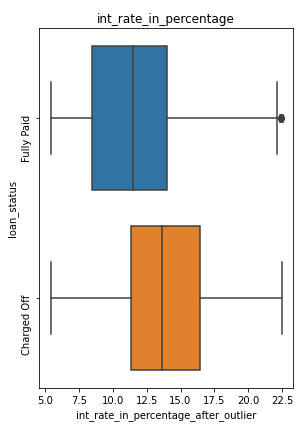 int_rate_in_percentage
loan_status
Fully Paid
Charged Off
5.0 7.5 10.0 12.5 15.0 17.5 20.0 22.5
int_rate_in_percentage_after_outlier